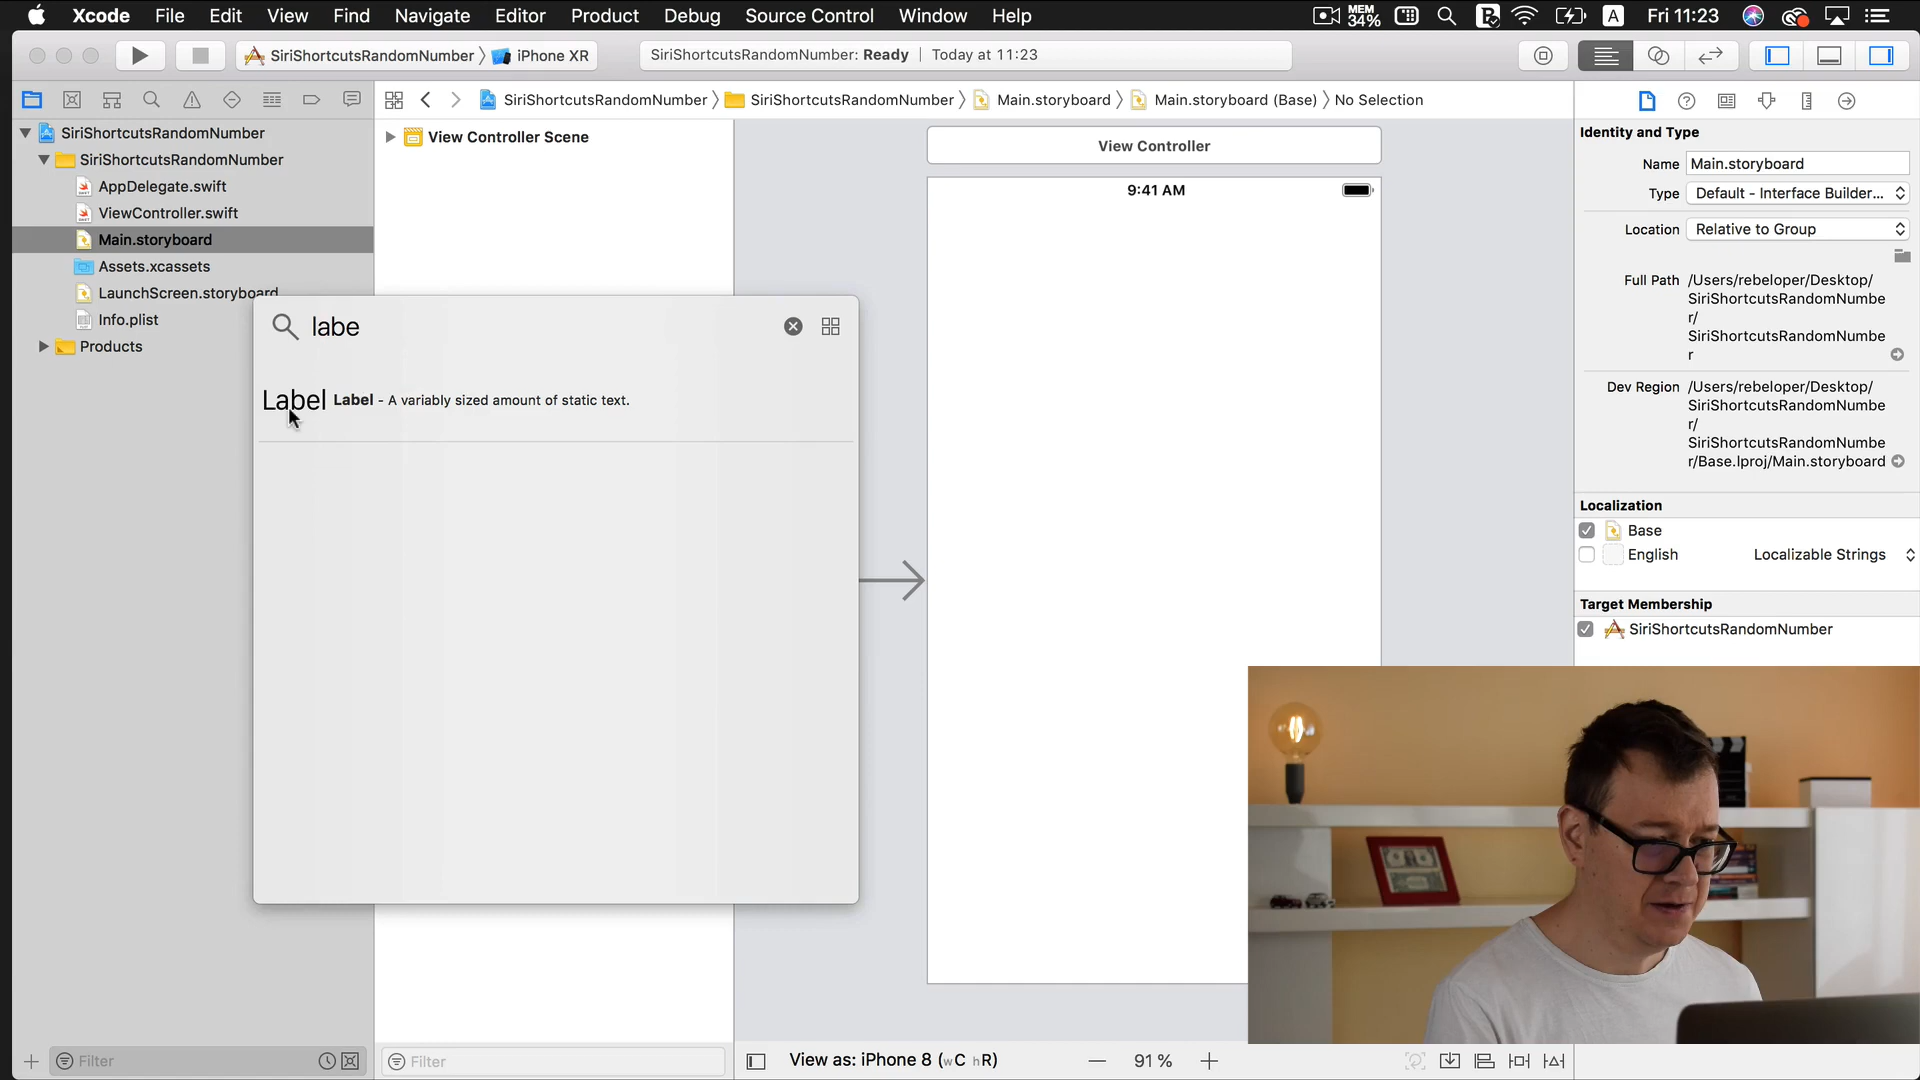 Xcode File Edit View Find Navigate Editor Product Debug Source Control Window Help MEM 34% A Fri 11:23
SiriShortcutsRandomNumber iPhone XR
SiriShortcutsRandomNumber: Ready | Today at 11:23
SiriShortcutsRandomNumber SiriShortcutsRandomNumber Main.storyboard Main.storyboard (Base) No Selection
SiriShortcutsRandomNumber
SiriShortcutsRandomNumber
AppDelegate.swift
ViewController.swift
Main.storyboard
Assets.xcassets
LaunchScreen.storyboard
Info.plist
Products
View Controller Scene
labe
Label Label - A variably sized amount of static text.
View Controller
9:41 AM
Identity and Type
Name Main.storyboard
Type Default - Interface Builder...
Location Relative to Group
Full Path /Users/rebeloper/Desktop/
SiriShortcutsRandomNumbe
r/
SiriShortcutsRandomNumbe
r
Dev Region /Users/rebeloper/Desktop/
SiriShortcutsRandomNumbe
r/
SiriShortcutsRandomNumbe
r/Base.lproj/Main.storyboard
Localization
Base
English Localizable Strings
Target Membership
SiriShortcutsRandomNumber
Filter
Filter
View as: iPhone 8 (wC hR)
91%